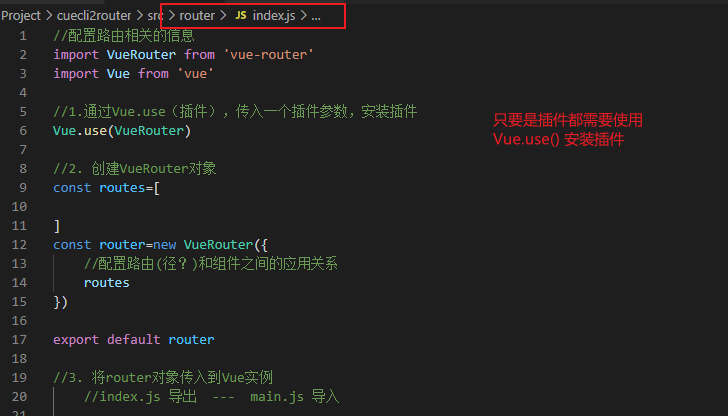 Project > cuecli2router > src > router > JS index.js > ...
1 //配置路由相关的信息
2 import VueRouter from 'vue-router'
3 import Vue from 'vue'
4
5 //1.通过Vue.use（插件），传入一个插件参数，安装插件
6 Vue.use(VueRouter)
7
8 //2. 创建VueRouter对象
9 const routes=[
10
11 ]
12 const router=new VueRouter({
13 //配置路由(径？)和组件之间的应用关系
14 routes
15 })
16
17 export default router
18
19 //3. 将router对象传入到Vue实例
20 //index.js 导出 --- main.js 导入
只要是插件都需要使用
Vue.use() 安装插件